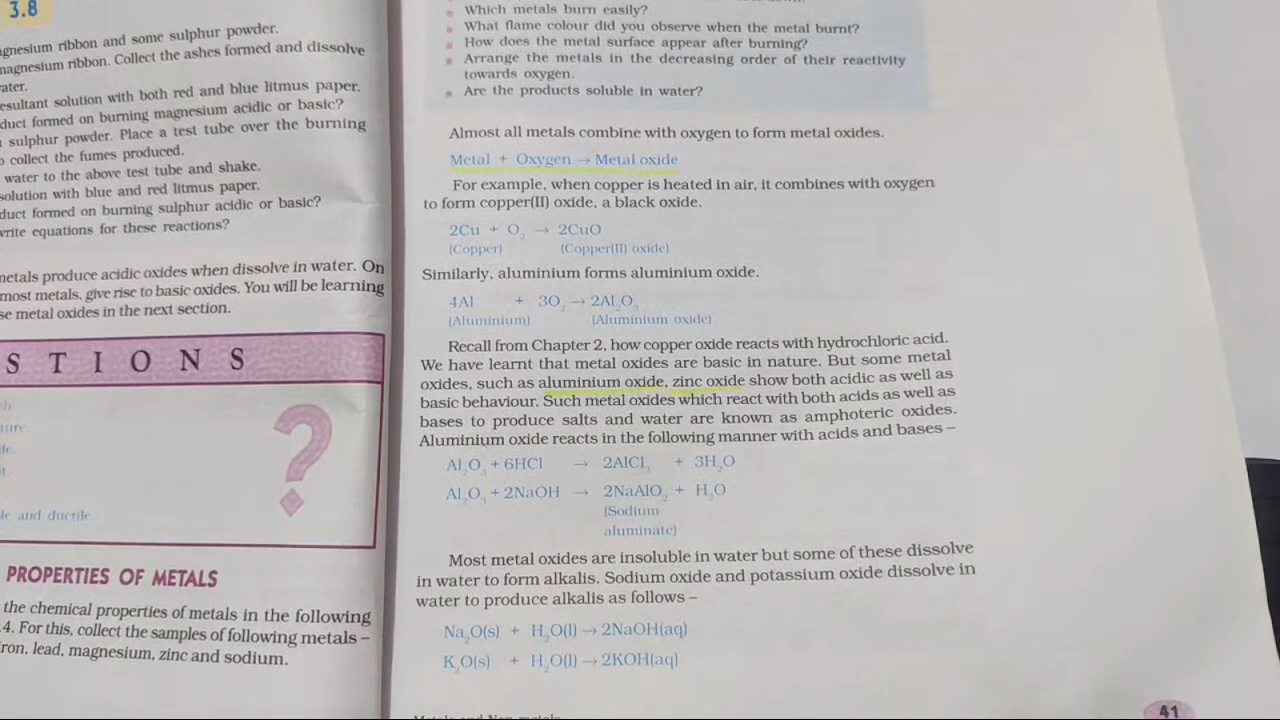 3.8
magnesium ribbon and some sulphur powder.
magnesium ribbon. Collect the ashes formed and dissolve
ater.
esultant solution with both red and blue litmus paper.
duct formed on burning magnesium acidic or basic?
sulphur powder. Place a test tube over the burning
collect the fumes produced.
water to the above test tube and shake.
solution with blue and red litmus paper.
duct formed on burning sulphur acidic or basic?
write equations for these reactions?
metals produce acidic oxides when dissolve in water. On
most metals, give rise to basic oxides. You will be learning
se metal oxides in the next section.
S T I O N S
?
le and ductile.
PROPERTIES OF METALS
the chemical properties of metals in the following
.4. For this, collect the samples of following metals –
iron, lead, magnesium, zinc and sodium.
Which metals burn easily?
What flame colour did you observe when the metal burnt?
How does the metal surface appear after burning?
Arrange the metals in the decreasing order of their reactivity
towards oxygen.
Are the products soluble in water?
Almost all metals combine with oxygen to form metal oxides.
Metal + Oxygen → Metal oxide
For example, when copper is heated in air, it combines with oxygen
to form copper(II) oxide, a black oxide.
2Cu + O₂ → 2CuO
(Copper) (Copper(II) oxide)
Similarly, aluminium forms aluminium oxide.
4Al + 3O₂ → 2Al₂O₃
(Aluminium) (Aluminium oxide)
Recall from Chapter 2, how copper oxide reacts with hydrochloric acid.
We have learnt that metal oxides are basic in nature. But some metal
oxides, such as aluminium oxide, zinc oxide show both acidic as well as
basic behaviour. Such metal oxides which react with both acids as well as
bases to produce salts and water are known as amphoteric oxides.
Aluminium oxide reacts in the following manner with acids and bases –
Al₂O₃ + 6HCl → 2AlCl₃ + 3H₂O
Al₂O₃ + 2NaOH → 2NaAlO₂ + H₂O
(Sodium
aluminate)
Most metal oxides are insoluble in water but some of these dissolve
in water to form alkalis. Sodium oxide and potassium oxide dissolve in
water to produce alkalis as follows –
Na₂O(s) + H₂O(l) → 2NaOH(aq)
K₂O(s) + H₂O(l) → 2KOH(aq)
Metals and Non-metals
41